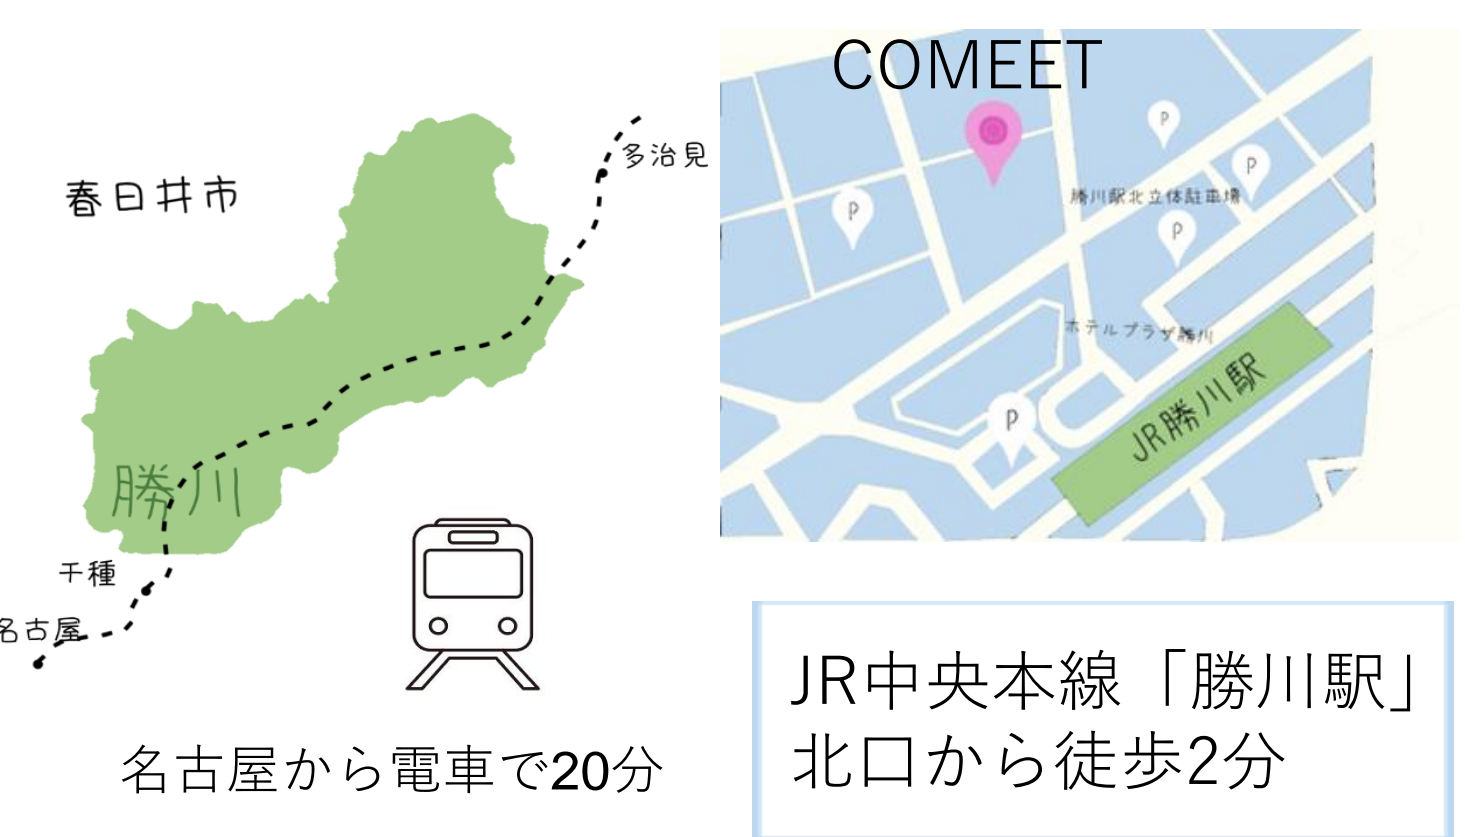 春日井市
多治見
勝川
千種
名古屋
名古屋から電車で20分
COMEET
P
P
勝川駅北立体駐車場
P
P
ホテルプラザ勝川
P
JR勝川駅
JR中央本線「勝川駅」
北口から徒歩2分